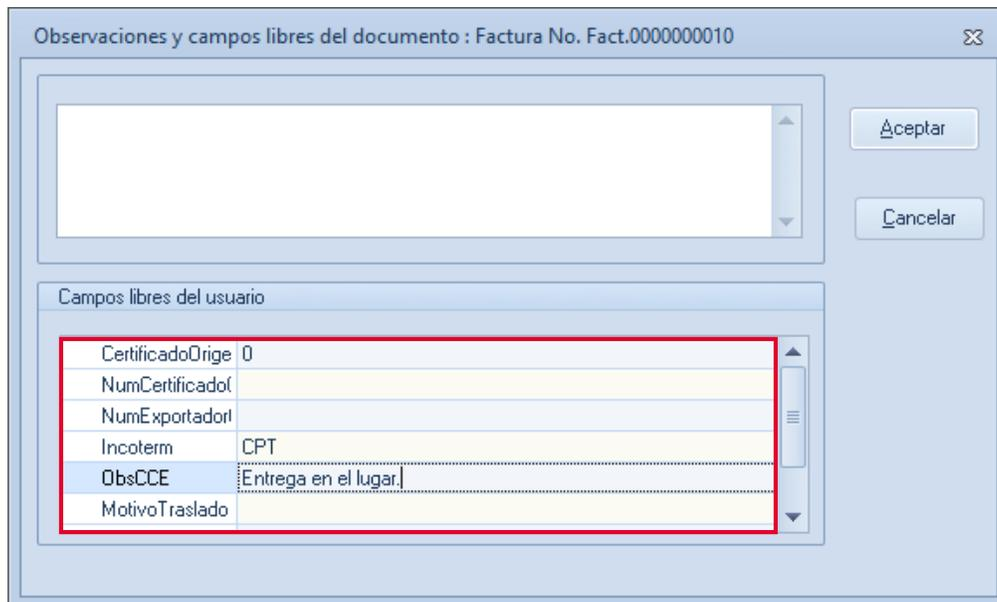 Observaciones y campos libres del documento : Factura No. Fact.0000000010
Aceptar
Cancelar
Campos libres del usuario
CertificadoOrige 0
NumCertificado(
NumExportador
Incoterm CPT
ObsCCE Entrega en el lugar.
MotivoTraslado